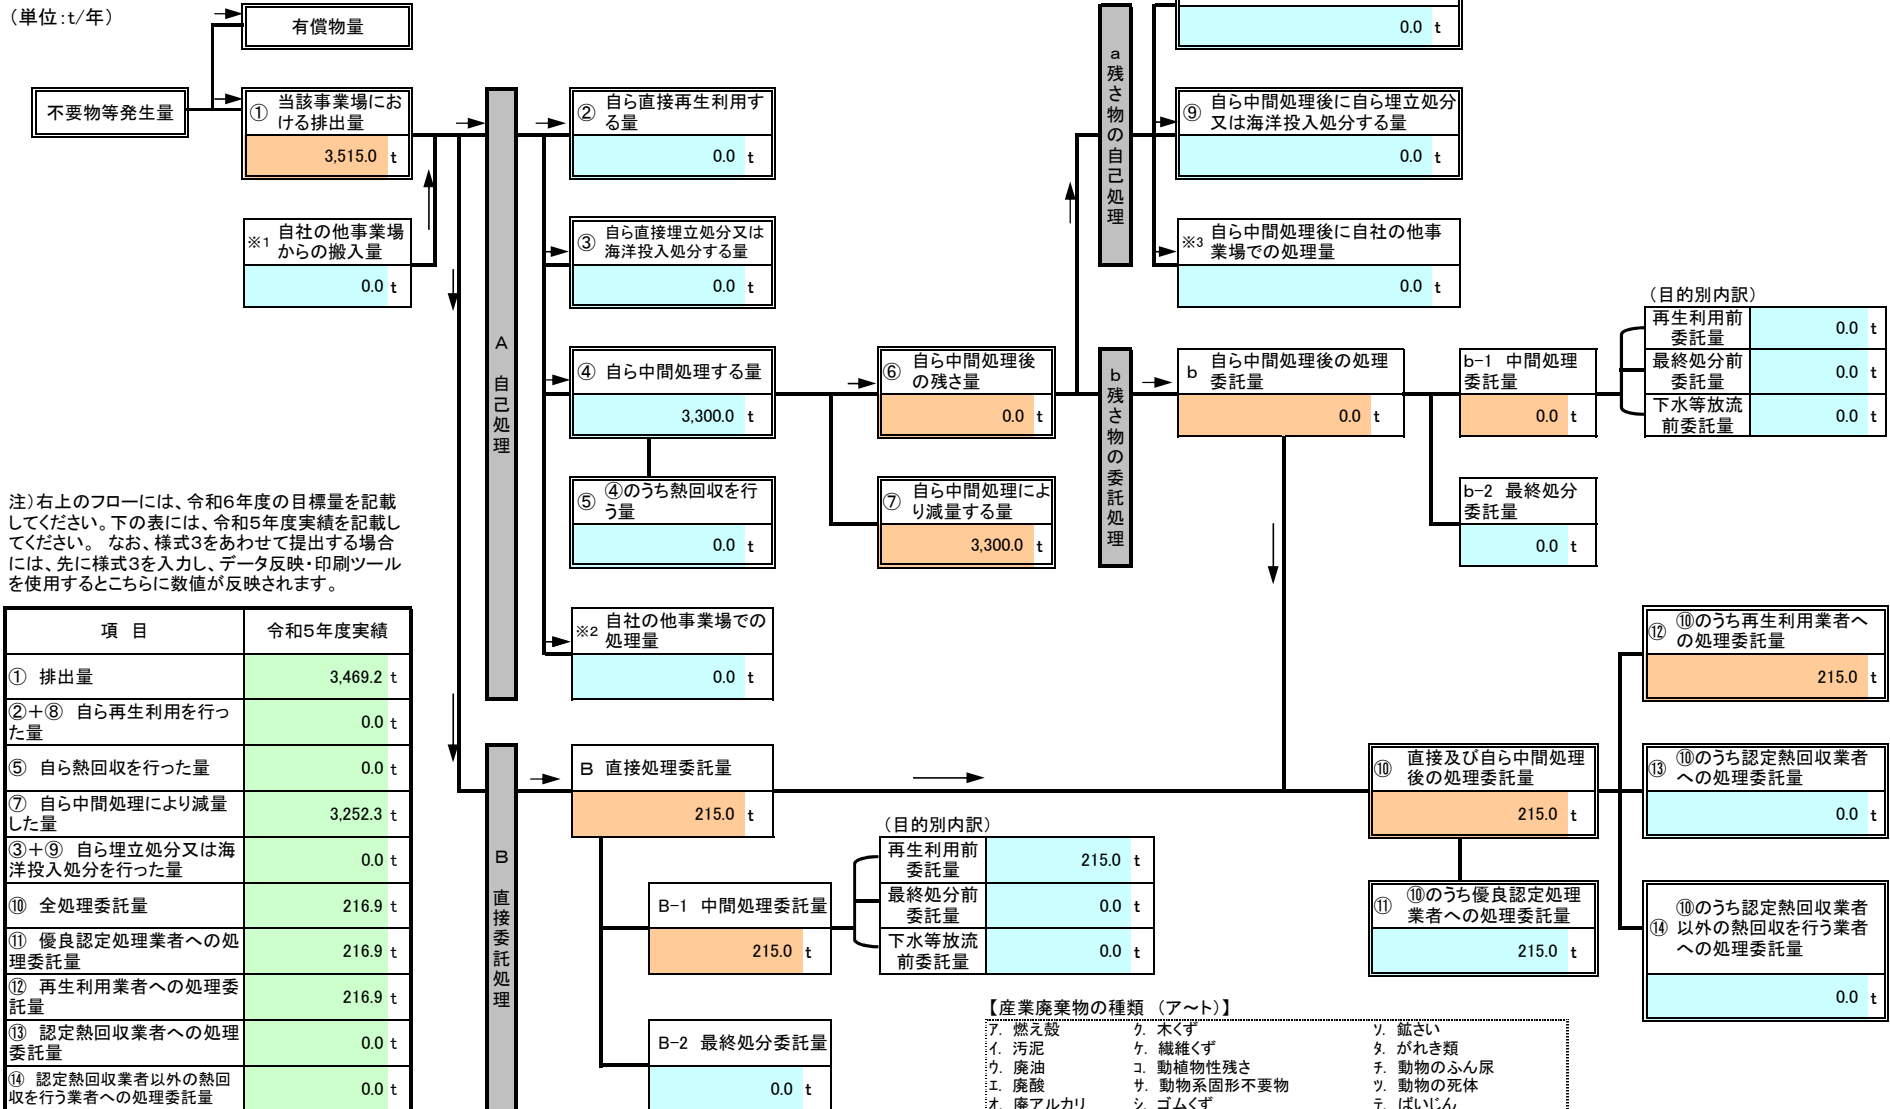 （単位：t/年）
有償物量
不要物等発生量
① 当該事業場にお
ける排出量
3,515.0 t
※1 自社の他事業場
からの搬入量
0.0 t
A 自己処理
② 自ら直接再生利用す
る量
0.0 t
③ 自ら直接埋立処分又は
海洋投入処分する量
0.0 t
④ 自ら中間処理する量
3,300.0 t
⑤ ④のうち熱回収を行
う量
0.0 t
※2 自社の他事業場での
処理量
0.0 t
⑥ 自ら中間処理後
の残さ量
0.0 t
⑦ 自ら中間処理によ
り減量する量
3,300.0 t
a 残さ物の自己処理
0.0 t
⑨ 自ら中間処理後に自ら埋立処分
又は海洋投入処分する量
0.0 t
※3 自ら中間処理後に自社の他事
業場での処理量
0.0 t
b 残さ物の委託処理
b 自ら中間処理後の処理
委託量
0.0 t
b-1 中間処理
委託量
0.0 t
b-2 最終処分
委託量
0.0 t
（目的別内訳）
再生利用前
委託量 0.0 t
最終処分前
委託量 0.0 t
下水等放流
前委託量 0.0 t
注）右上のフローには、令和６年度の目標量を記載
してください。下の表には、令和５年度実績を記載し
てください。 なお、様式３をあわせて提出する場合
には、先に様式３を入力し、データ反映・印刷ツール
を使用するとこちらに数値が反映されます。
項 目 令和５年度実績
① 排出量 3,469.2 t
②＋⑧ 自ら再生利用を行っ
た量 0.0 t
⑤ 自ら熱回収を行った量 0.0 t
⑦ 自ら中間処理により減量
した量 3,252.3 t
③＋⑨ 自ら埋立処分又は海
洋投入処分を行った量 0.0 t
⑩ 全処理委託量 216.9 t
⑪ 優良認定処理業者への処
理委託量 216.9 t
⑫ 再生利用業者への処理委
託量 216.9 t
⑬ 認定熱回収業者への処理
委託量 0.0 t
⑭ 認定熱回収業者以外の熱回
収を行う業者への処理委託量 0.0 t
B 直接委託処理
B 直接処理委託量
215.0 t
B-1 中間処理委託量
215.0 t
B-2 最終処分委託量
0.0 t
（目的別内訳）
再生利用前
委託量 215.0 t
最終処分前
委託量 0.0 t
下水等放流
前委託量 0.0 t
⑩ 直接及び自ら中間処理
後の処理委託量
215.0 t
⑪ ⑩のうち優良認定処理
業者への処理委託量
215.0 t
⑫ ⑩のうち再生利用業者へ
の処理委託量
215.0 t
⑬ ⑩のうち認定熱回収業者
への処理委託量
0.0 t
⑭ ⑩のうち認定熱回収業者
以外の熱回収を行う業者
への処理委託量
0.0 t
【産業廃棄物の種類 （ア～ト）】
ア. 燃え殻 ク. 木くず ソ. 鉱さい
イ. 汚泥 ケ. 繊維くず タ. がれき類
ウ. 廃油 コ. 動植物性残さ チ. 動物のふん尿
エ. 廃酸 サ. 動物系固形不要物 ツ. 動物の死体
オ. 廃アルカリ シ. ゴムくず テ. ばいじん